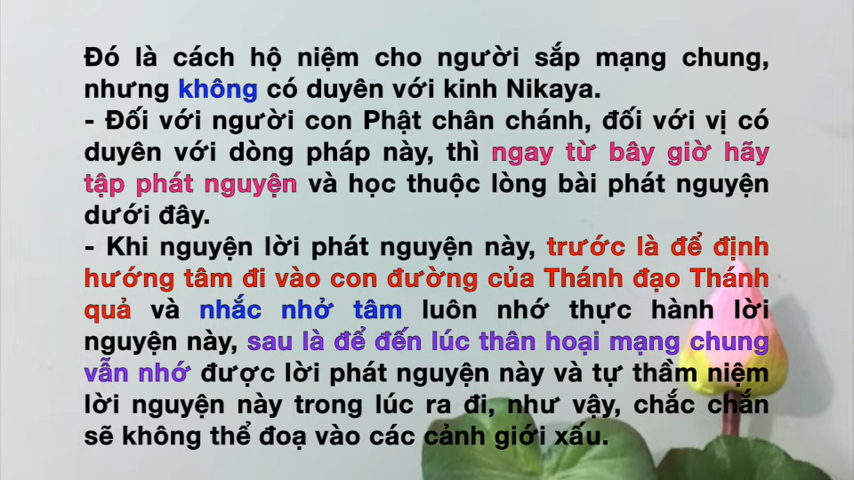 Đó là cách hộ niệm cho người sắp mạng chung,
nhưng không có duyên với kinh Nikaya.
- Đối với người con Phật chân chánh, đối với vị có
duyên với dòng pháp này, thì ngay từ bây giờ hãy
tập phát nguyện và học thuộc lòng bài phát nguyện
dưới đây.
- Khi nguyện lời phát nguyện này, trước là để định
hướng tâm đi vào con đường của Thánh đạo Thánh
quả và nhắc nhở tâm luôn nhớ thực hành lời
nguyện này, sau là để đến lúc thân hoại mạng chung
vẫn nhớ được lời phát nguyện này và tự thầm niệm
lời nguyện này trong lúc ra đi, như vậy, chắc chắn
sẽ không thể đoạ vào các cảnh giới xấu.